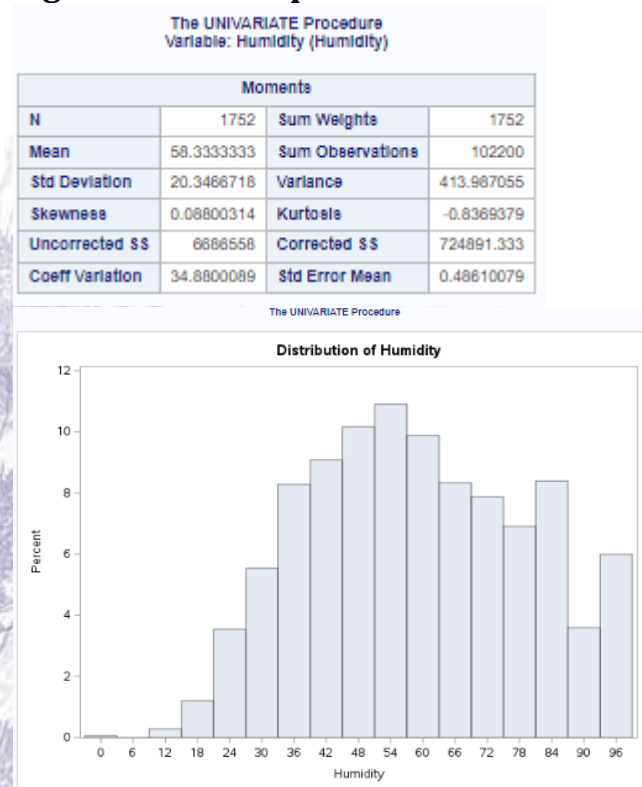 The UNIVARIATE Procedure
Variable: Humidity (Humidity)
Moments
N 1752 Sum Weights 1752
Mean 58.3333333 Sum Observations 102200
Std Deviation 20.3466718 Variance 413.987055
Skewness 0.08800314 Kurtosis -0.8369379
Uncorrected SS 6686558 Corrected SS 724891.333
Coeff Variation 34.8800089 Std Error Mean 0.48610079
The UNIVARIATE Procedure
Distribution of Humidity
12
10
8
6
4
2
0
Percent
0 6 12 18 24 30 36 42 48 54 60 66 72 78 84 90 96
Humidity